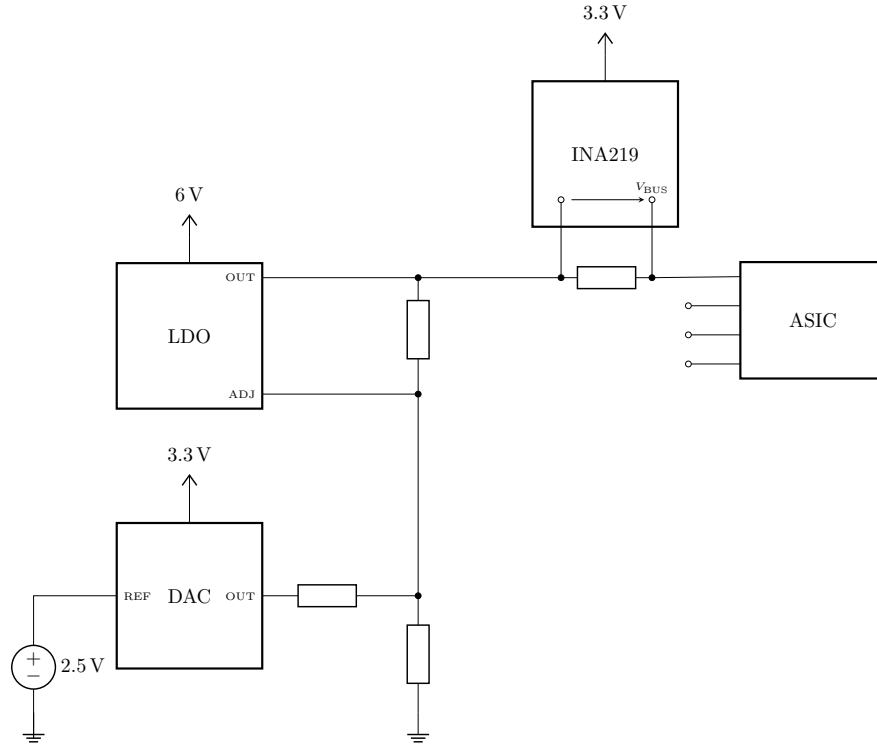 3.3 V
INA219
V_BUS
6 V
OUT
LDO
ADJ
ASIC
3.3 V
REF DAC OUT
2.5 V